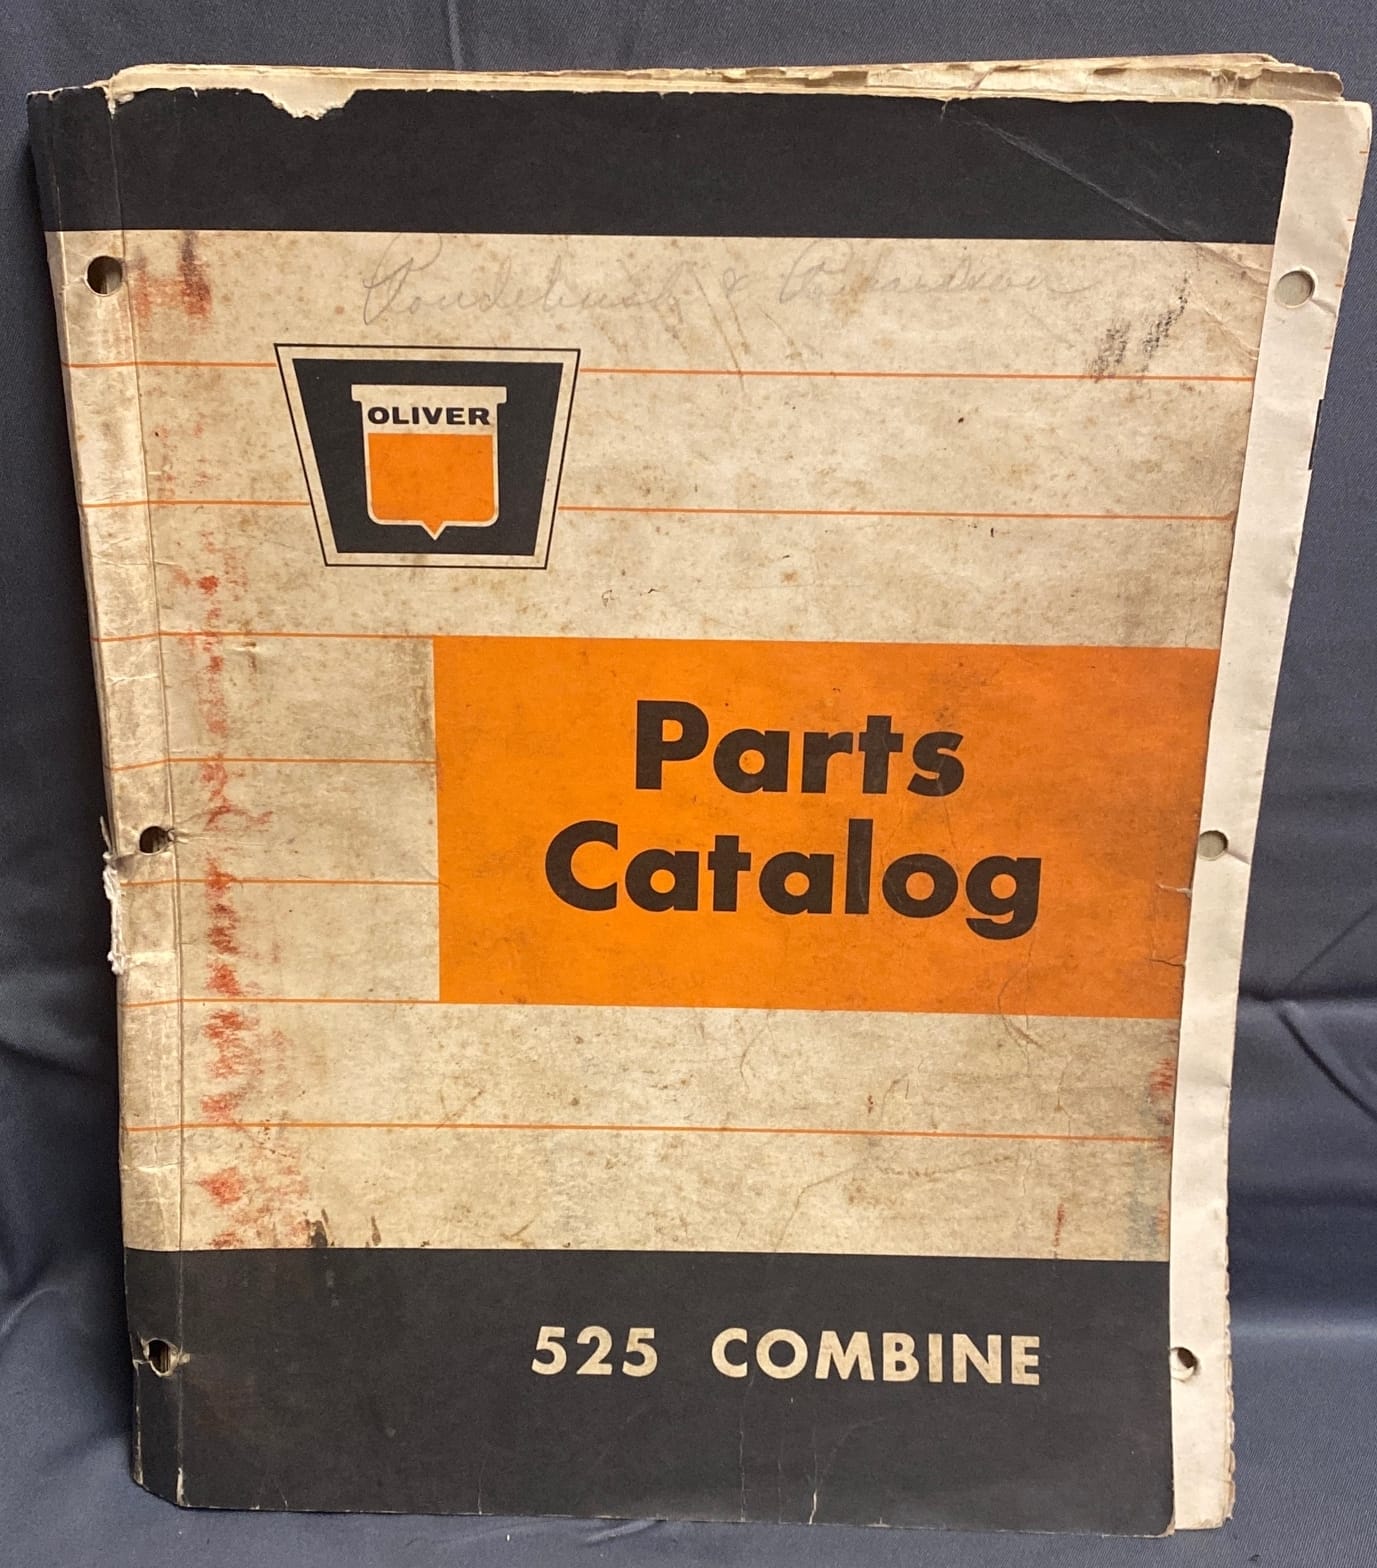 OLIVER
Parts
Catalog
525 COMBINE